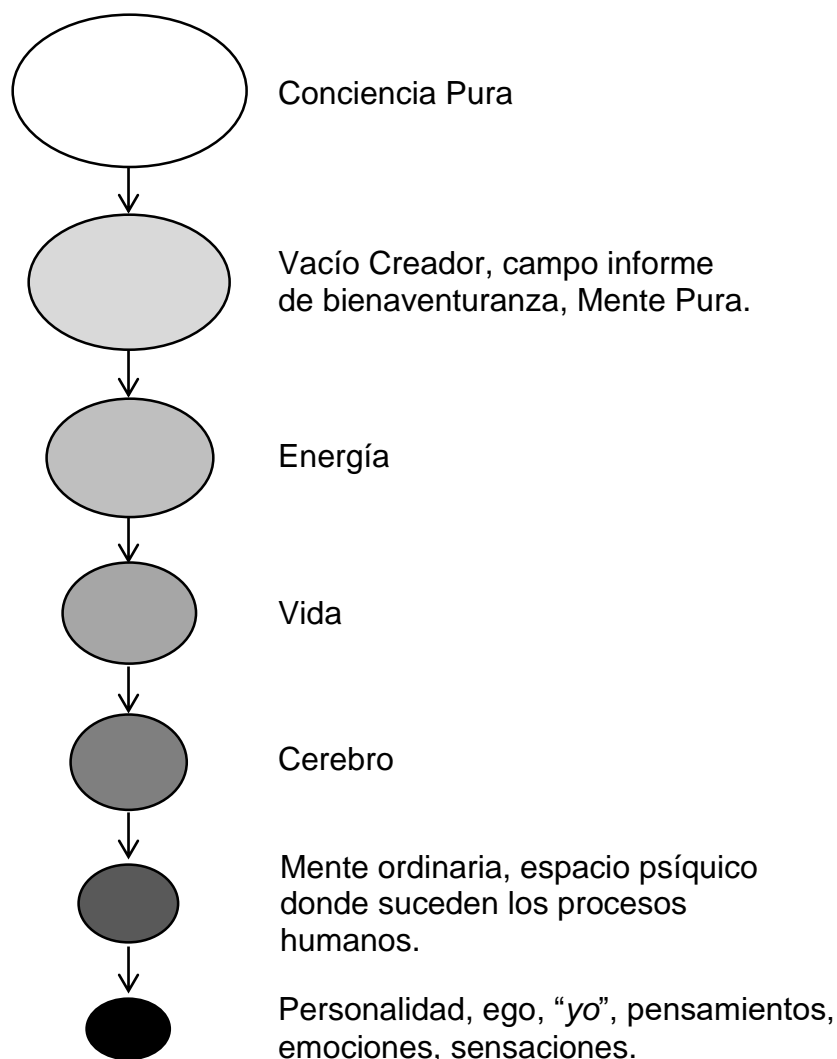 Conciencia Pura
Vacío Creador, campo informe
de bienaventuranza, Mente Pura.
Energía
Vida
Cerebro
Mente ordinaria, espacio psíquico
donde suceden los procesos
humanos.
Personalidad, ego, “yo”, pensamientos,
emociones, sensaciones.